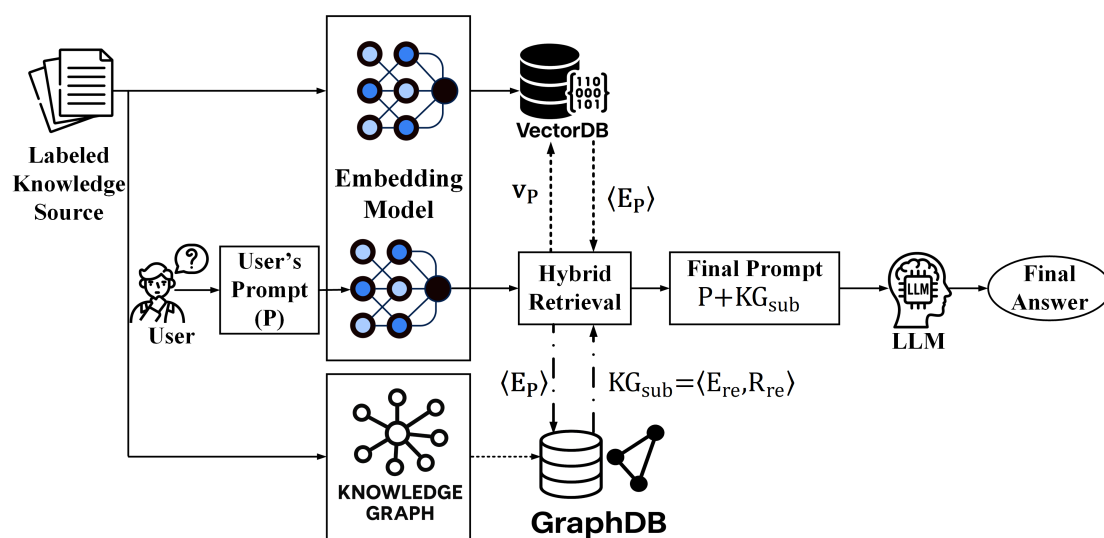 Labeled
Knowledge
Source
User
User's
Prompt
(P)
Embedding
Model
110
000
101
VectorDB
v_P
⟨E_P⟩
Hybrid
Retrieval
Final Prompt
P+KG_sub
LLM
LLM
Final
Answer
⟨E_P⟩
KG_sub=⟨E_re,R_re⟩
KNOWLEDGE
GRAPH
GraphDB
?